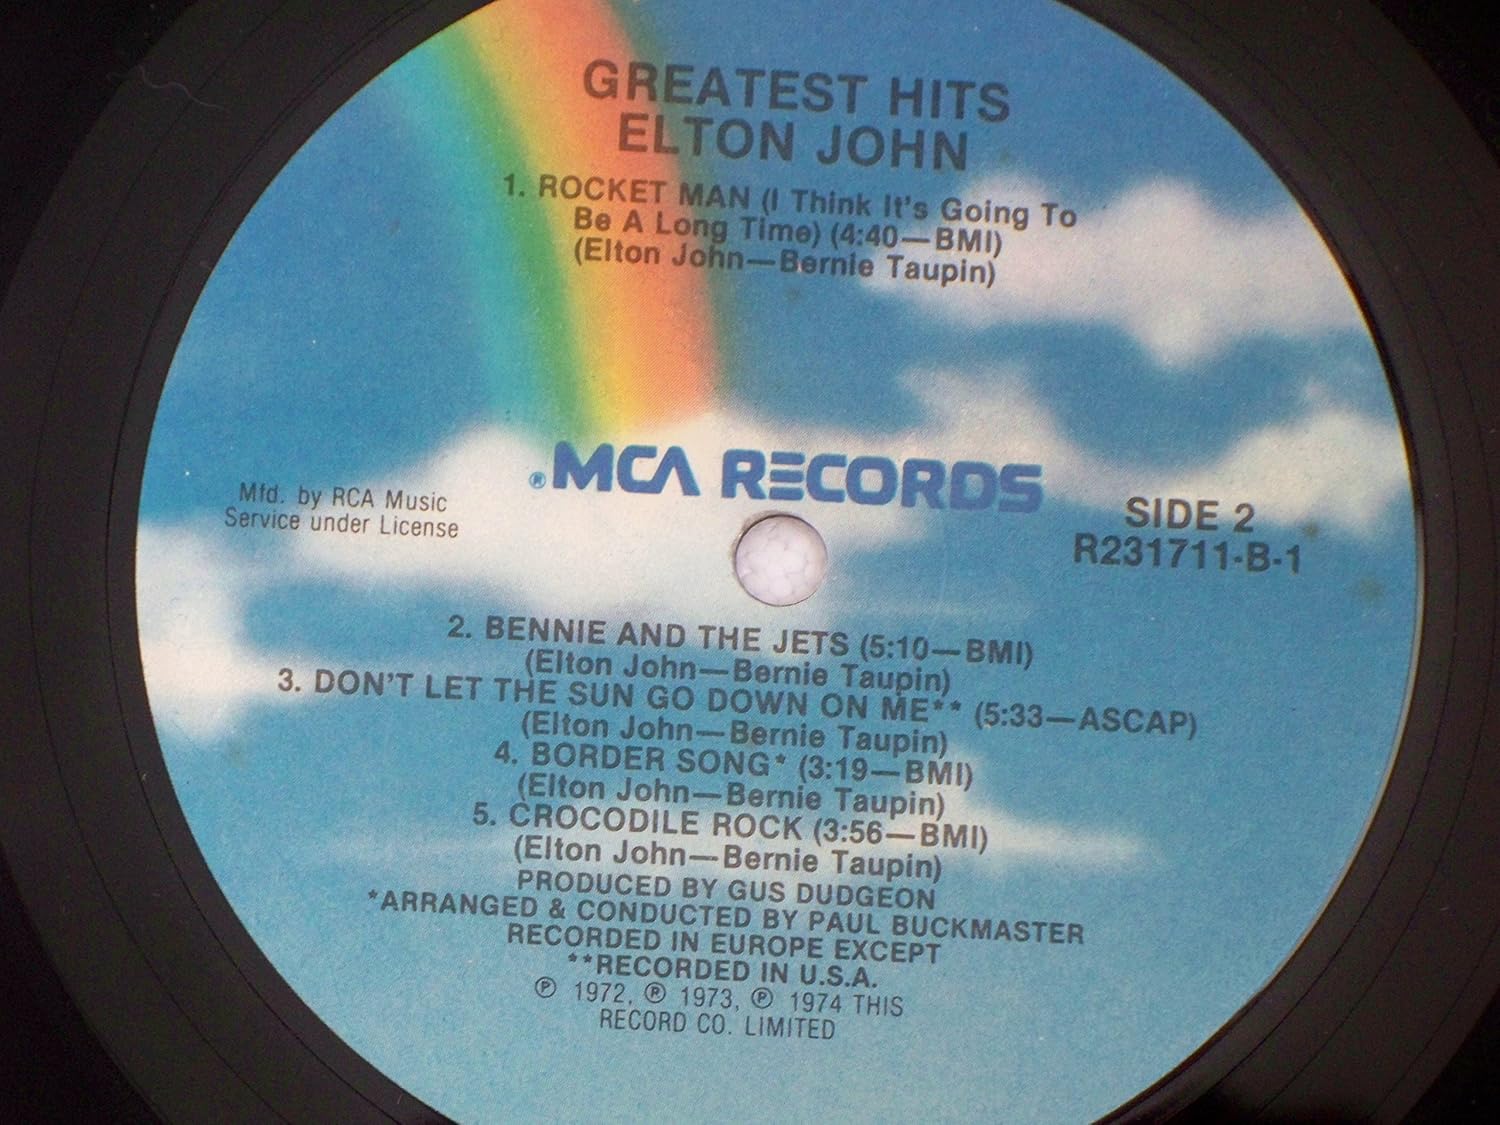 GREATEST HITS
ELTON JOHN
1. ROCKET MAN (I Think It's Going To
Be A Long Time) (4:40—BMI)
(Elton John—Bernie Taupin)
® MCA RECORDS
Mfd. by RCA Music
Service under License
SIDE 2
R231711-B-1
2. BENNIE AND THE JETS (5:10—BMI)
(Elton John—Bernie Taupin)
3. DON'T LET THE SUN GO DOWN ON ME** (5:33—ASCAP)
(Elton John—Bernie Taupin)
4. BORDER SONG* (3:19—BMI)
(Elton John—Bernie Taupin)
5. CROCODILE ROCK (3:56—BMI)
(Elton John—Bernie Taupin)
PRODUCED BY GUS DUDGEON
*ARRANGED & CONDUCTED BY PAUL BUCKMASTER
RECORDED IN EUROPE EXCEPT
**RECORDED IN U.S.A.
℗ 1972, ® 1973, ℗ 1974 THIS
RECORD CO. LIMITED